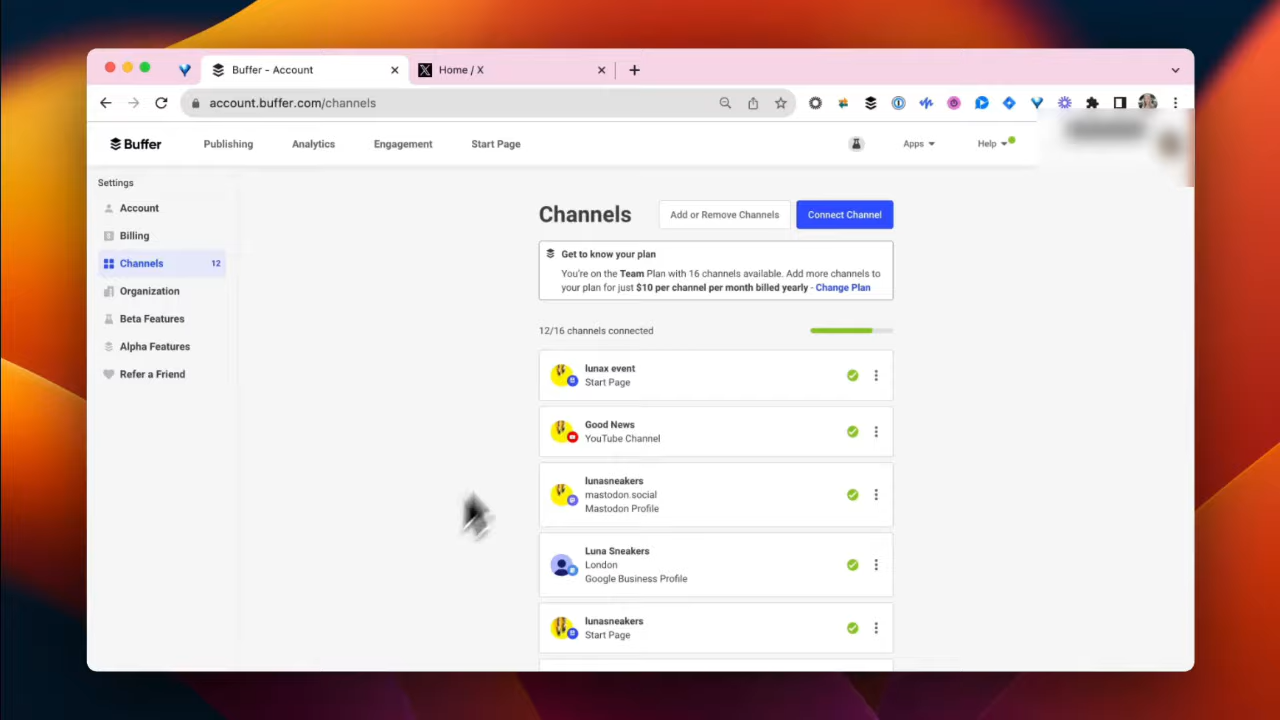 Buffer - Account
Home / X
account.buffer.com/channels
Buffer
Publishing
Analytics
Engagement
Start Page
Apps
Help
Settings
Account
Billing
Channels 12
Organization
Beta Features
Alpha Features
Refer a Friend
Channels
Add or Remove Channels
Connect Channel
Get to know your plan
You're on the Team Plan with 16 channels available. Add more channels to
your plan for just $10 per channel per month billed yearly - Change Plan
12/16 channels connected
lunax event
Start Page
Good News
YouTube Channel
lunasneakers
mastodon.social
Mastodon Profile
Luna Sneakers
London
Google Business Profile
lunasneakers
Start Page